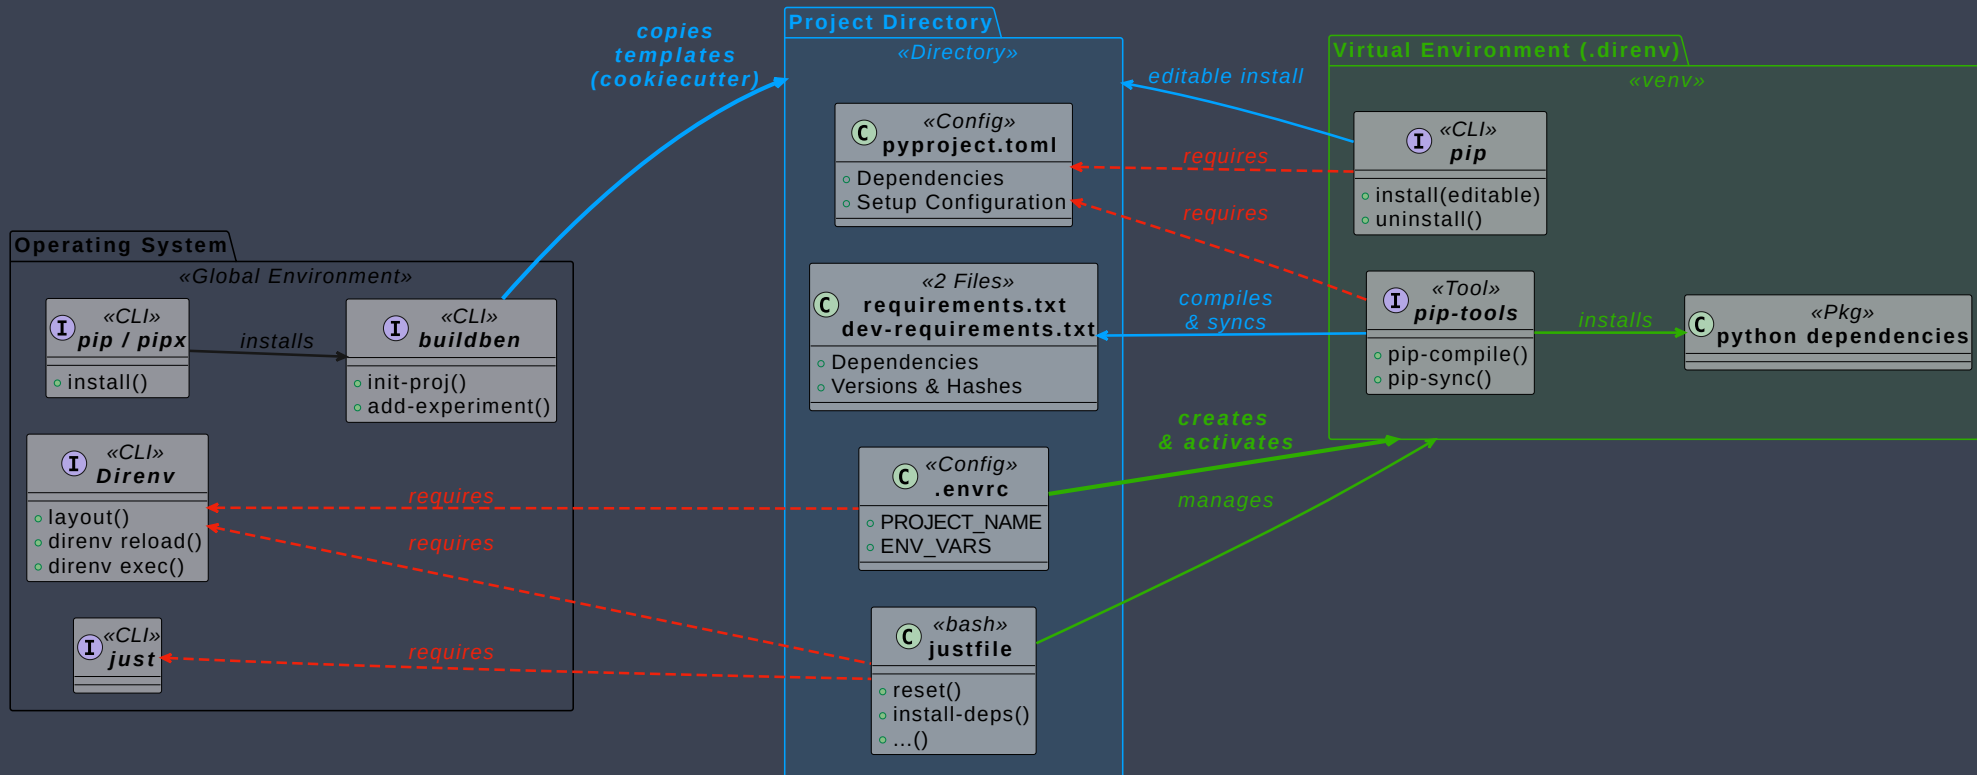 Operating System
«Global Environment»
I
«CLI»
pip / pipx
install()
installs
I
«CLI»
buildben
init-proj()
add-experiment()
I
«CLI»
Direnv
layout()
direnv reload()
direnv exec()
I
«CLI»
just
copies
templates
(cookiecutter)
requires
requires
requires
Project Directory
«Directory»
C
«Config»
pyproject.toml
Dependencies
Setup Configuration
C
«2 Files»
requirements.txt
dev-requirements.txt
Dependencies
Versions & Hashes
C
«Config»
.envrc
PROJECT_NAME
ENV_VARS
C
«bash»
justfile
reset()
install-deps()
...()
editable install
requires
requires
compiles
& syncs
creates
& activates
manages
Virtual Environment (.direnv)
«venv»
I
«CLI»
pip
install(editable)
uninstall()
I
«Tool»
pip-tools
pip-compile()
pip-sync()
installs
C
«Pkg»
python dependencies